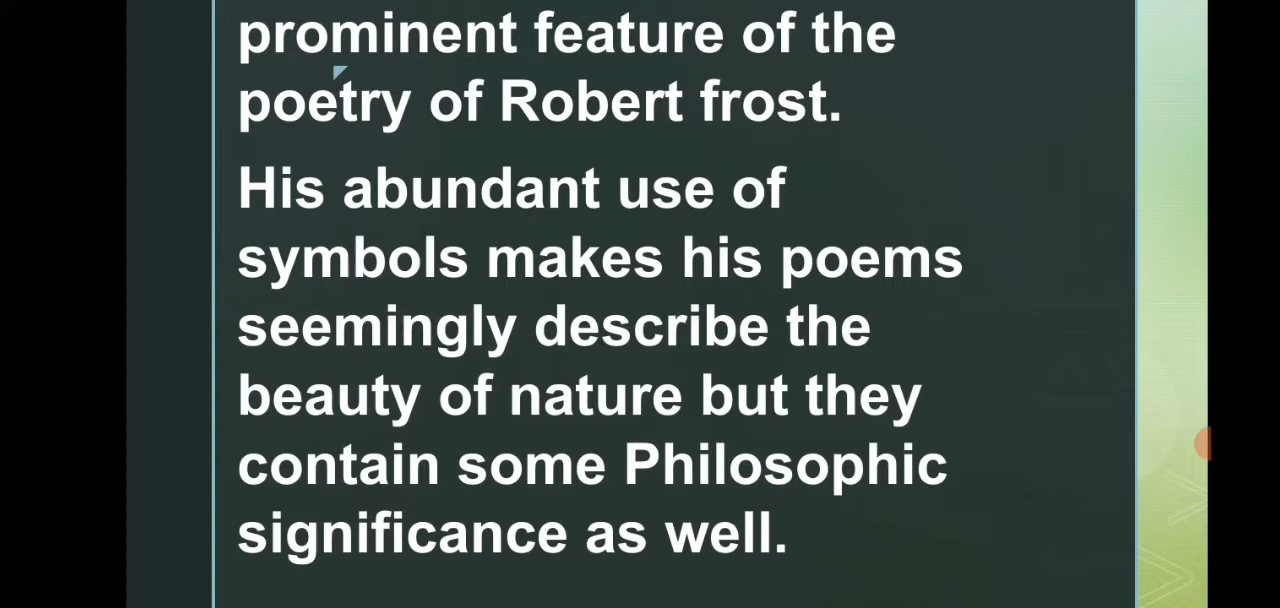 prominent feature of the
poetry of Robert frost.
His abundant use of
symbols makes his poems
seemingly describe the
beauty of nature but they
contain some Philosophic
significance as well.